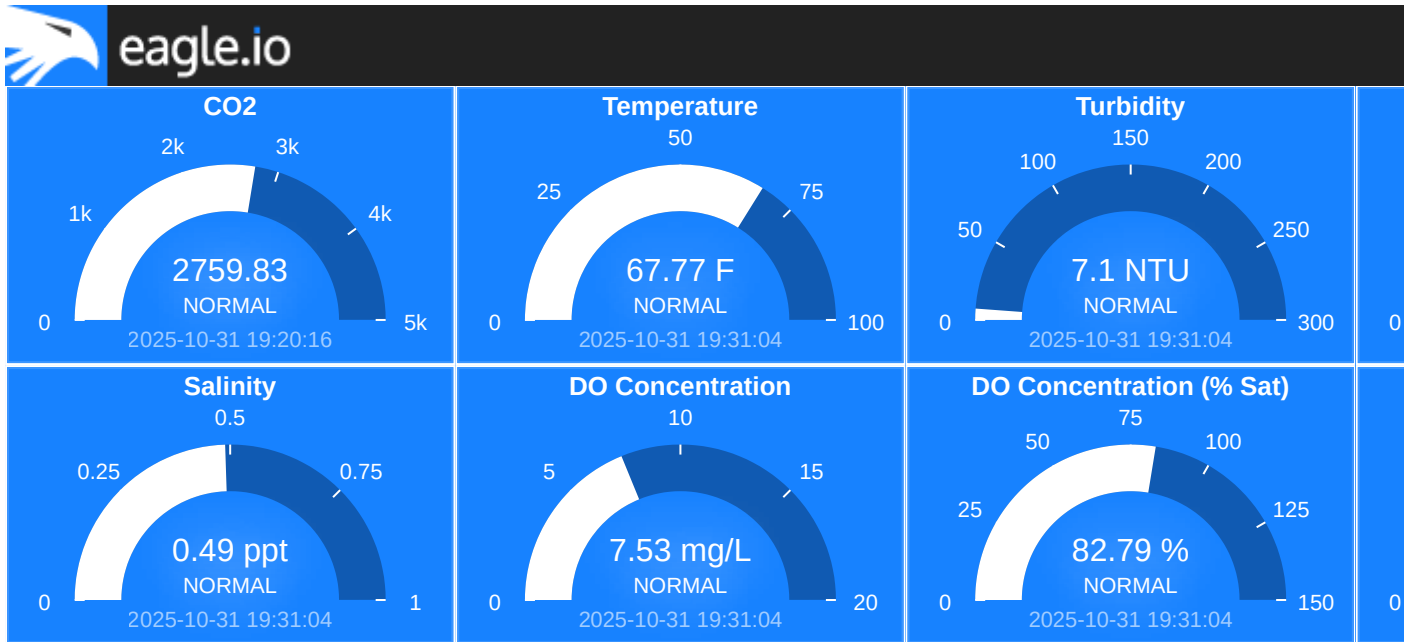 eagle.io
CO2
2k 3k
1k 4k
0 5k
2759.83
NORMAL
2025-10-31 19:20:16
Temperature
50
25 75
0 100
67.77 F
NORMAL
2025-10-31 19:31:04
Turbidity
150
100 200
50 250
0 300
7.1 NTU
NORMAL
2025-10-31 19:31:04
0
Salinity
0.5
0.25 0.75
0 1
0.49 ppt
NORMAL
2025-10-31 19:31:04
DO Concentration
10
5 15
0 20
7.53 mg/L
NORMAL
2025-10-31 19:31:04
DO Concentration (% Sat)
75
50 100
25 125
0 150
82.79 %
NORMAL
2025-10-31 19:31:04
0